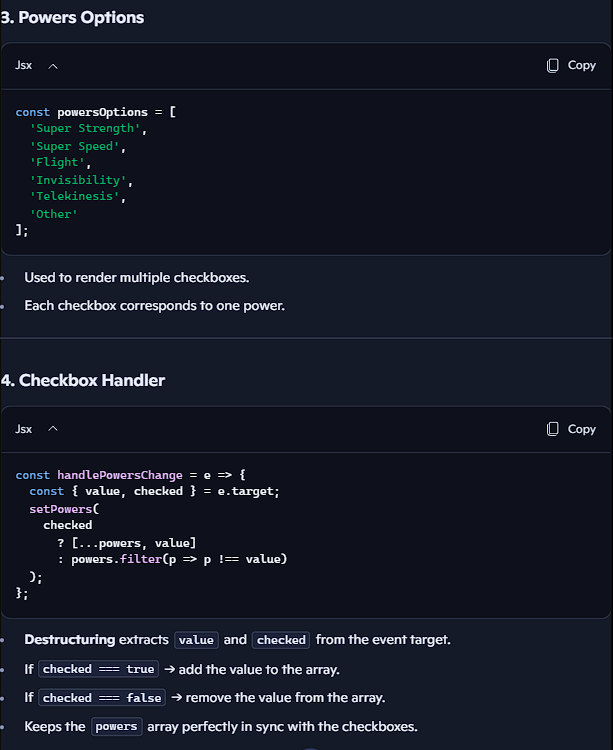 3. Powers Options
Jsx
Copy
const powersOptions = [
  'Super Strength',
  'Super Speed',
  'Flight',
  'Invisibility',
  'Telekinesis',
  'Other'
];
• Used to render multiple checkboxes.
• Each checkbox corresponds to one power.
4. Checkbox Handler
Jsx
Copy
const handlePowersChange = e => {
  const { value, checked } = e.target;
  setPowers(
    checked
      ? [...powers, value]
      : powers.filter(p => p !== value)
  );
};
• Destructuring extracts value and checked from the event target.
• If checked === true → add the value to the array.
• If checked === false → remove the value from the array.
• Keeps the powers array perfectly in sync with the checkboxes.